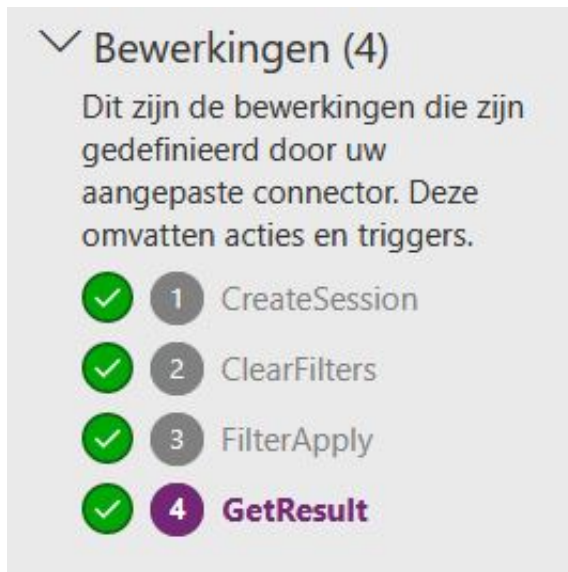 Bewerkingen (4)
Dit zijn de bewerkingen die zijn
gedefinieerd door uw
aangepaste connector. Deze
omvatten acties en triggers.
1 CreateSession
2 ClearFilters
3 FilterApply
4 GetResult